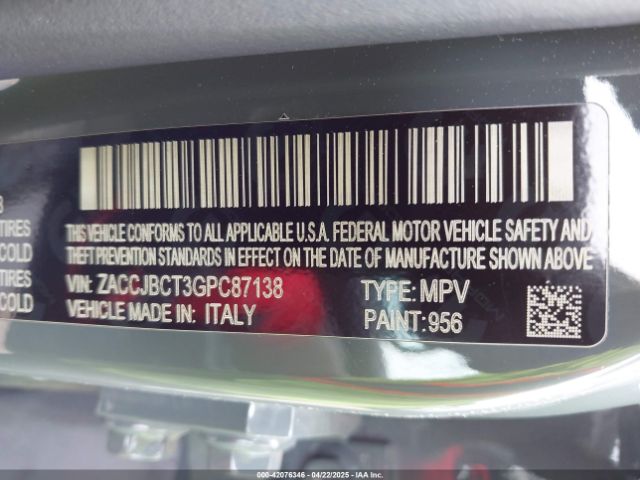 THIS VEHICLE CONFORMS TO ALL APPLICABLE U.S.A. FEDERAL MOTOR VEHICLE SAFETY AND
THEFT PREVENTION STANDARDS IN EFFECT ON THE DATE OF MANUFACTURE SHOWN ABOVE
TIRES
COLD
TIRES
COLD
VIN: ZACCJBCT3GPC87138 TYPE: MPV
VEHICLE MADE IN: ITALY PAINT:956
000-42076346 - 04/22/2025 - IAA Inc.